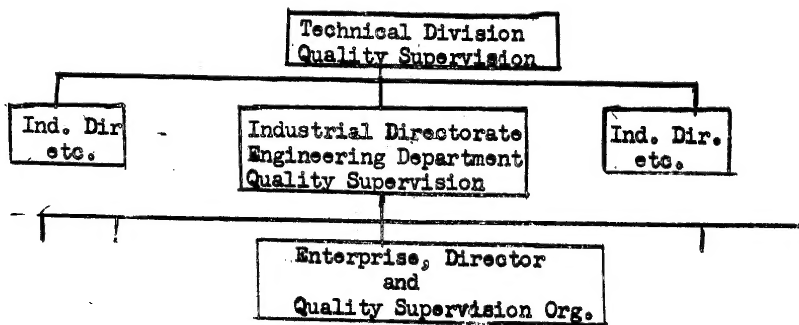 Technical Division
Quality Supervision
Ind. Dir
etc.
Industrial Directorate
Engineering Department
Quality Supervision
Ind. Dir.
etc.
Enterprise, Director
and
Quality Supervision Org.